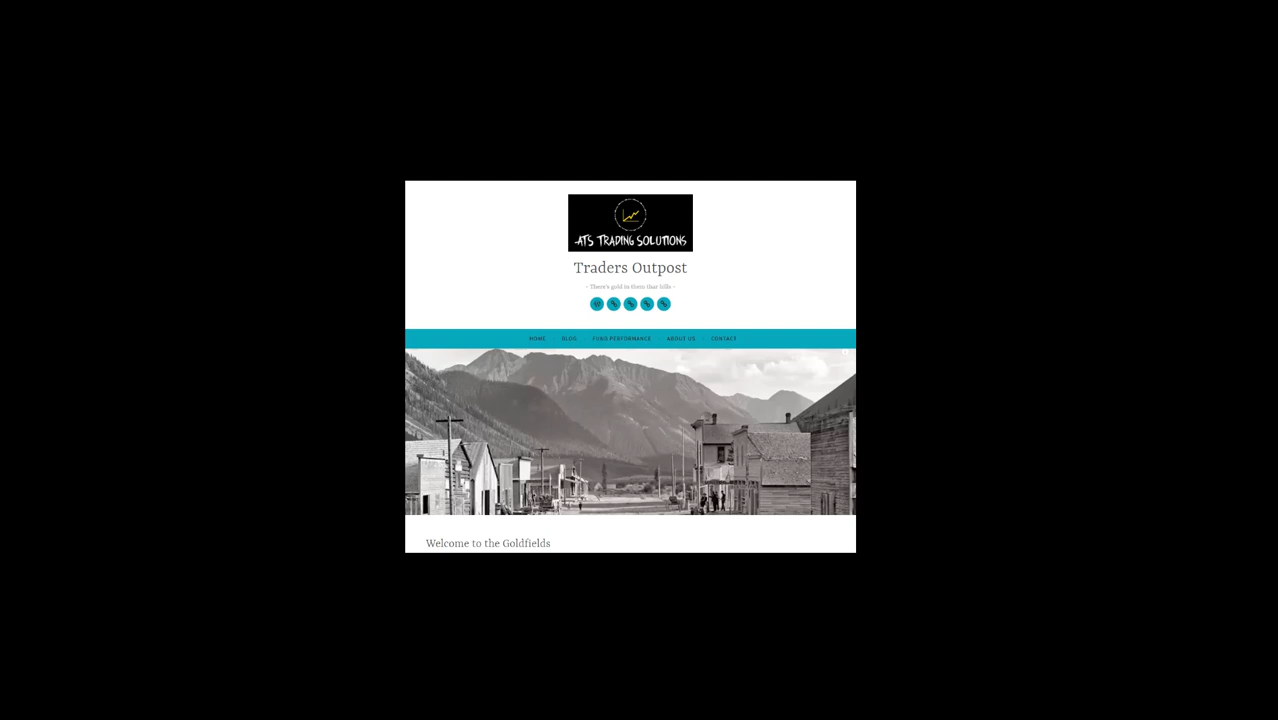 ATS TRADING SOLUTIONS
Traders Outpost
- There's gold in them thar hills -
HOME BLOG FUND PERFORMANCE ABOUT US CONTACT
Welcome to the Goldfields